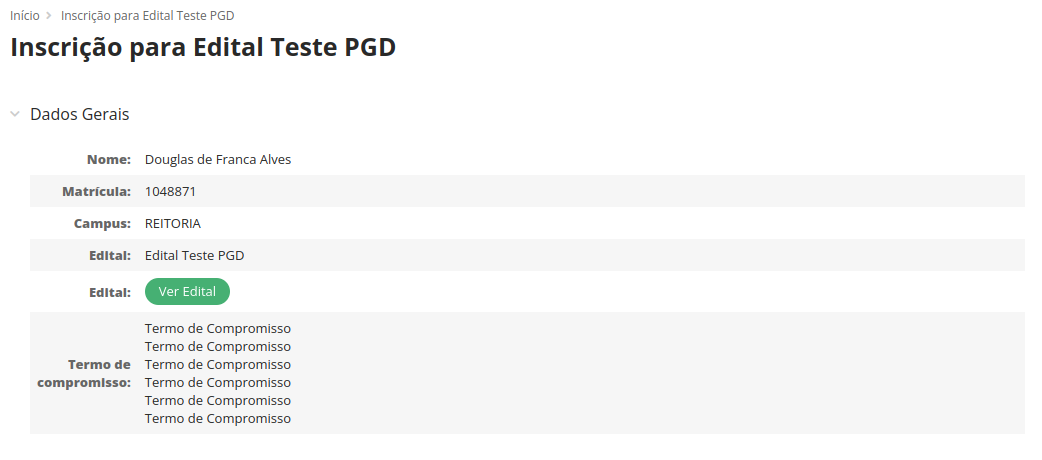 Início > Inscrição para Edital Teste PGD
Inscrição para Edital Teste PGD
Dados Gerais
Nome: Douglas de Franca Alves
Matrícula: 1048871
Campus: REITORIA
Edital: Edital Teste PGD
Edital: Ver Edital
Termo de compromisso:
Termo de Compromisso
Termo de Compromisso
Termo de Compromisso
Termo de Compromisso
Termo de Compromisso
Termo de Compromisso